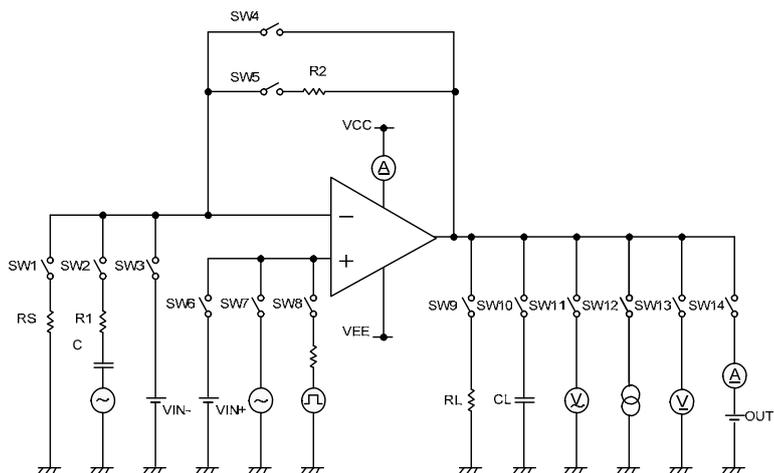 SW4
SW5
R2
VCC
A
−
+
SW1
SW2
SW3
SW6
SW7
SW8
VEE
SW9
SW10
SW11
SW12
SW13
SW14
RS
R1
C
A
VIN-
VIN+
~
~
RL
CL
V
V
OUT